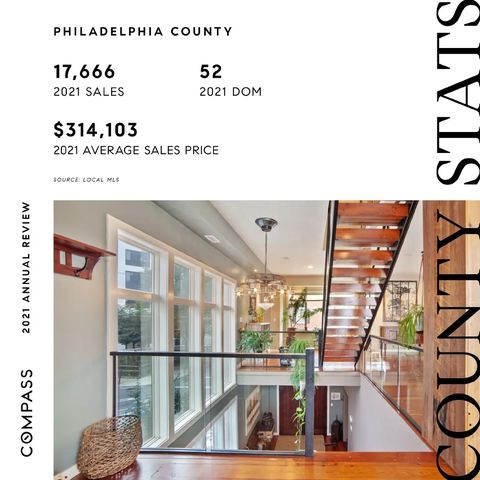 PHILADELPHIA COUNTY
17,666
2021 SALES
52
2021 DOM
$314,103
2021 AVERAGE SALES PRICE
SOURCE: LOCAL MLS
2021 ANNUAL REVIEW
COMPASS
COUNTY STATS